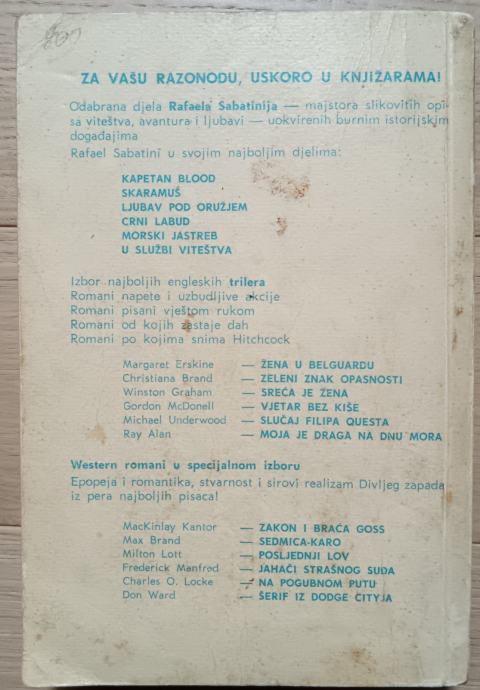 ZA VAŠU RAZONODU, USKORO U KNJIŽARAMA!
Odabrana djela Rafaela Sabatinija — majstora slikovitih opi-
sa viteštva, avantura i ljubavi — uokvirenih burnim istorijskim
događajima
Rafael Sabatini u svojim najboljim djelima:
KAPETAN BLOOD
SKARAMUŠ
LJUBAV POD ORUŽJEM
CRNI LABUD
MORSKI JASTREB
U SLUŽBI VITEŠTVA
Izbor najboljih engleskih trilera
Romani napete i uzbudljive akcije
Romani pisani vještom rukom
Romani od kojih zastaje dah
Romani po kojima snima Hitchcock
Margaret Erskine — ŽENA U BELGUARDU
Christiana Brand — ZELENI ZNAK OPASNOSTI
Winston Graham — SREĆA JE ŽENA
Gordon McDonell — VJETAR BEZ KIŠE
Michael Underwood — SLUČAJ FILIPA QUESTA
Ray Alan — MOJA JE DRAGA NA DNU MORA
Western romani u specijalnom izboru
Epopeja i romantika, stvarnost i sirovi realizam Divljeg zapada
iz pera najboljih pisaca!
MacKinlay Kantor — ZAKON I BRAĆA GOSS
Max Brand — SEDMICA-KARO
Milton Lott — POSLJEDNJI LOV
Frederick Manfred — JAHAČI STRAŠNOG SUDA
Charles O. Locke — NA POGUBNOM PUTU
Don Ward — ŠERIF IZ DODGE CITYJA